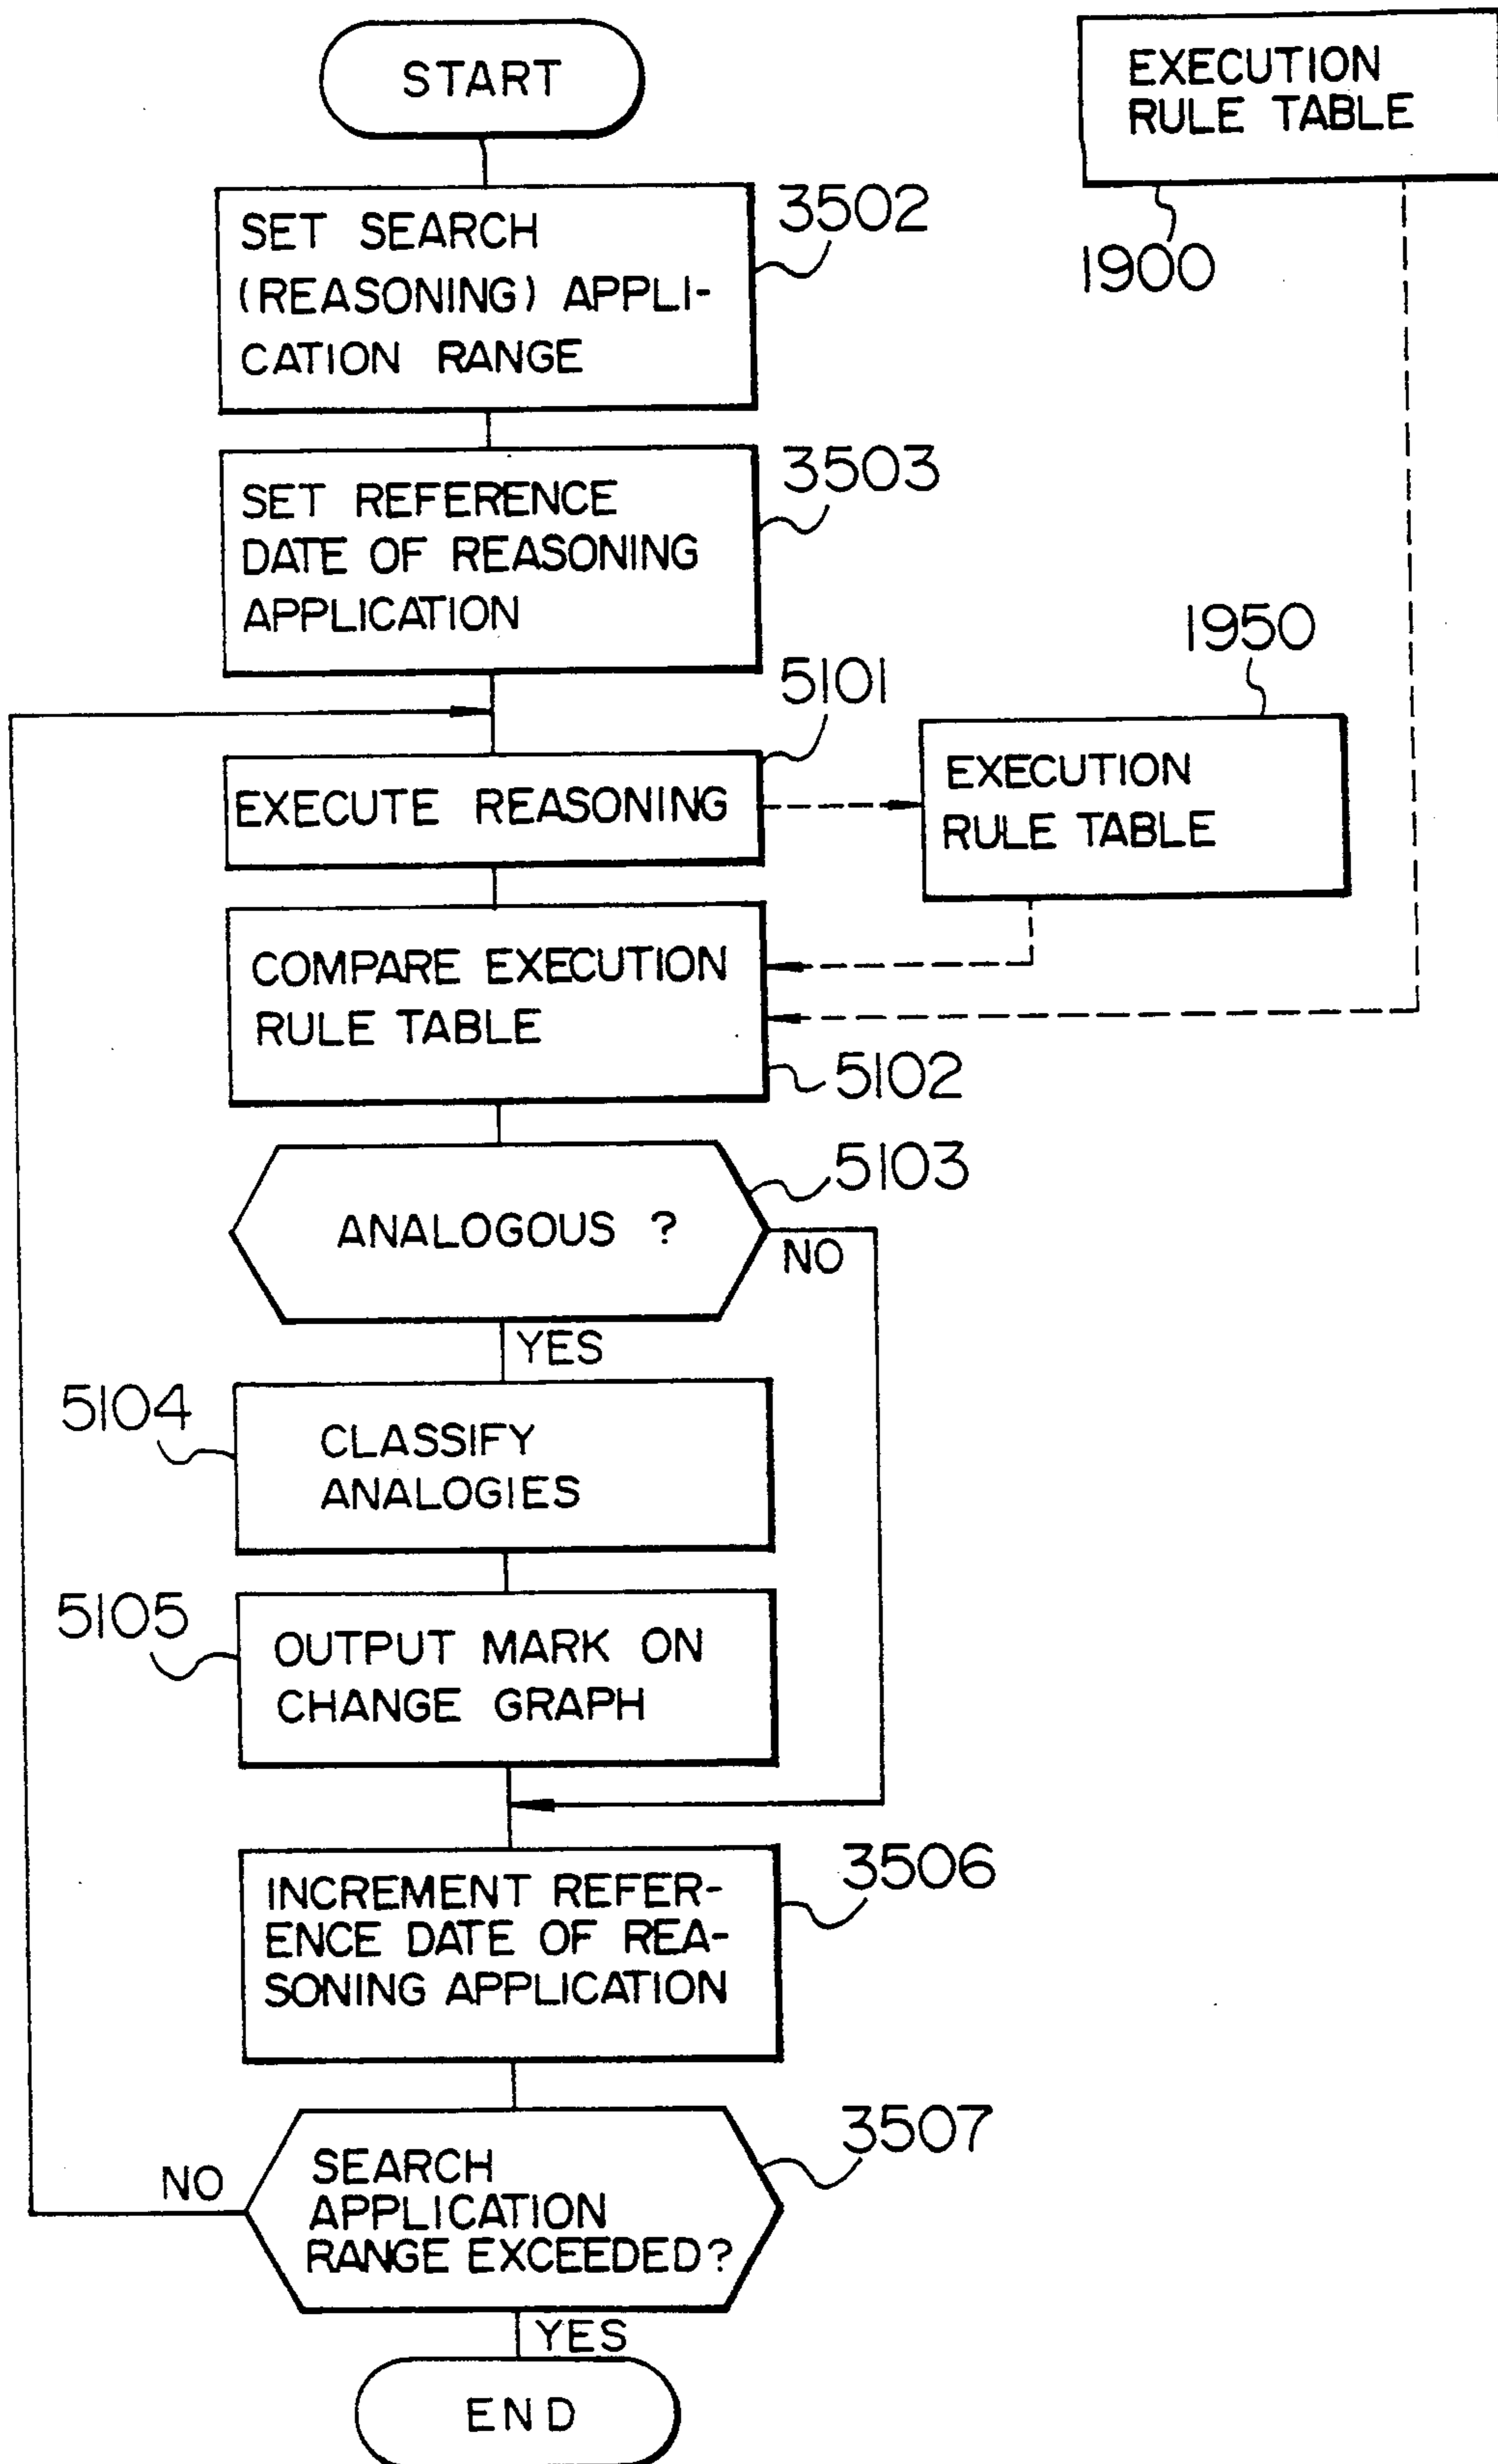 START
EXECUTION
RULE TABLE
1900
3502
SET SEARCH
(REASONING) APPLI-
CATION RANGE
3503
SET REFERENCE
DATE OF REASONING
APPLICATION
5101
EXECUTE REASONING
1950
EXECUTION
RULE TABLE
COMPARE EXECUTION
RULE TABLE
5102
5103
ANALOGOUS ?
NO
YES
5104
CLASSIFY
ANALOGIES
5105
OUTPUT MARK ON
CHANGE GRAPH
3506
INCREMENT REFER-
ENCE DATE OF REA-
SONING APPLICATION
3507
SEARCH
APPLICATION
RANGE EXCEEDED?
NO
YES
END